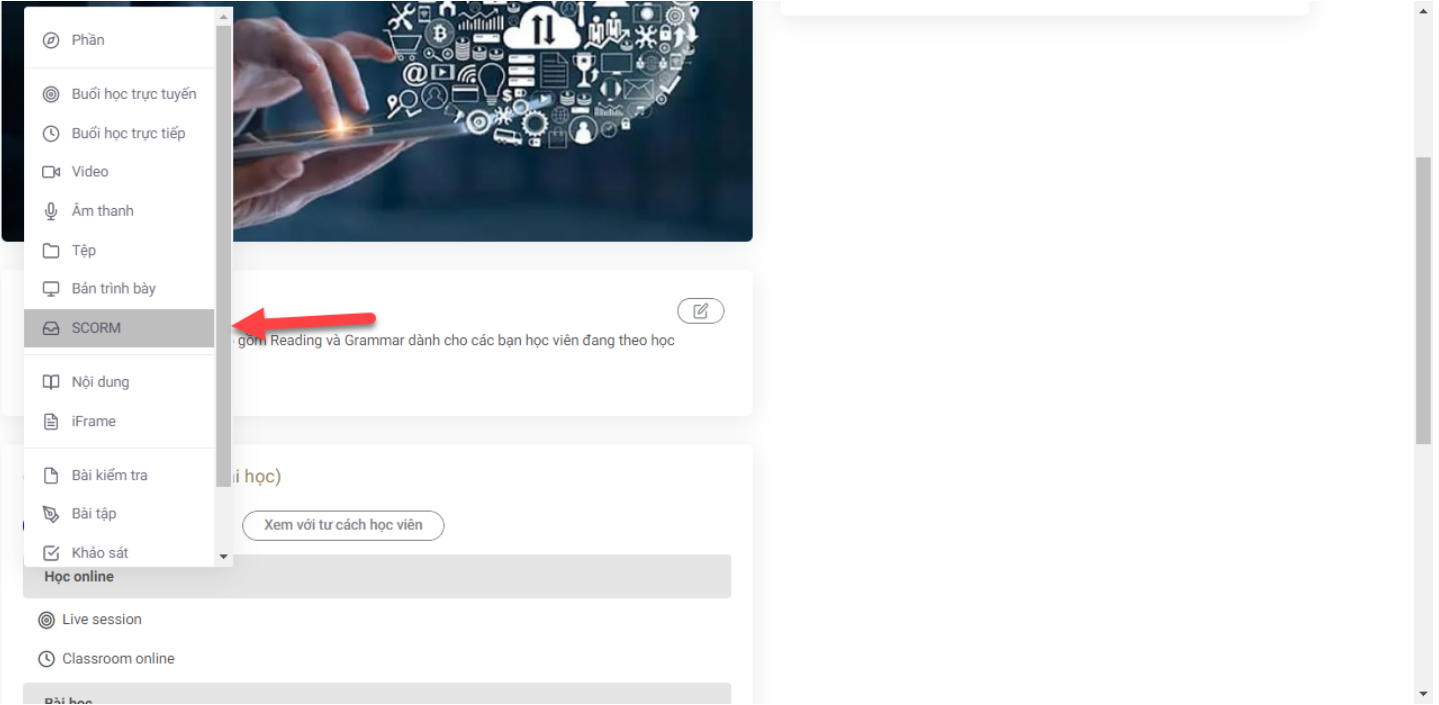 Phần
Buổi học trực tuyến
Buổi học trực tiếp
Video
Âm thanh
Tệp
Bản trình bày
SCORM
gồm Reading và Grammar dành cho các bạn học viên đang theo học
Nội dung
iFrame
Bài kiểm tra
i học)
Bài tập
Xem với tư cách học viên
Khảo sát
Học online
Live session
Classroom online
Bài học